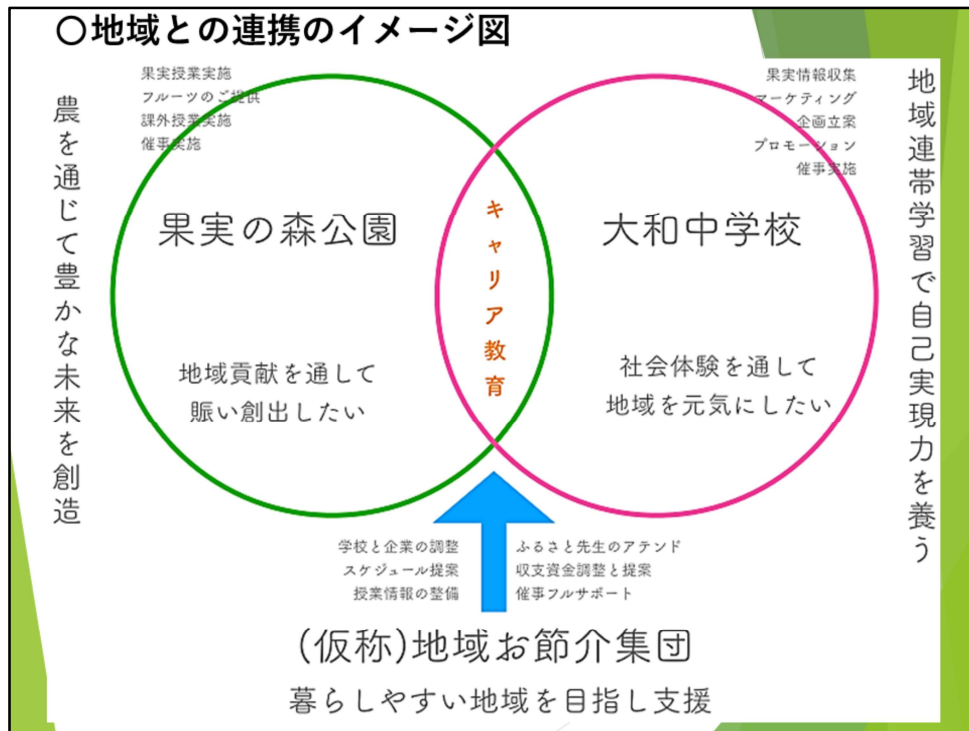 〇地域との連携のイメージ図
農を通じて豊かな未来を創造
果実授業実施
フルーツのご提供
課外授業実施
催事実施
果実の森公園
地域貢献を通して
賑い創出したい
キャリア教育
果実情報収集
マーケティング
企画立案
プロモーション
催事実施
大和中学校
社会体験を通して
地域を元気にしたい
地域連帯学習で自己実現力を養う
学校と企業の調整
スケジュール提案
授業情報の整備
ふるさと先生のアテンド
収支資金調整と提案
催事フルサポート
(仮称)地域お節介集団
暮らしやすい地域を目指し支援